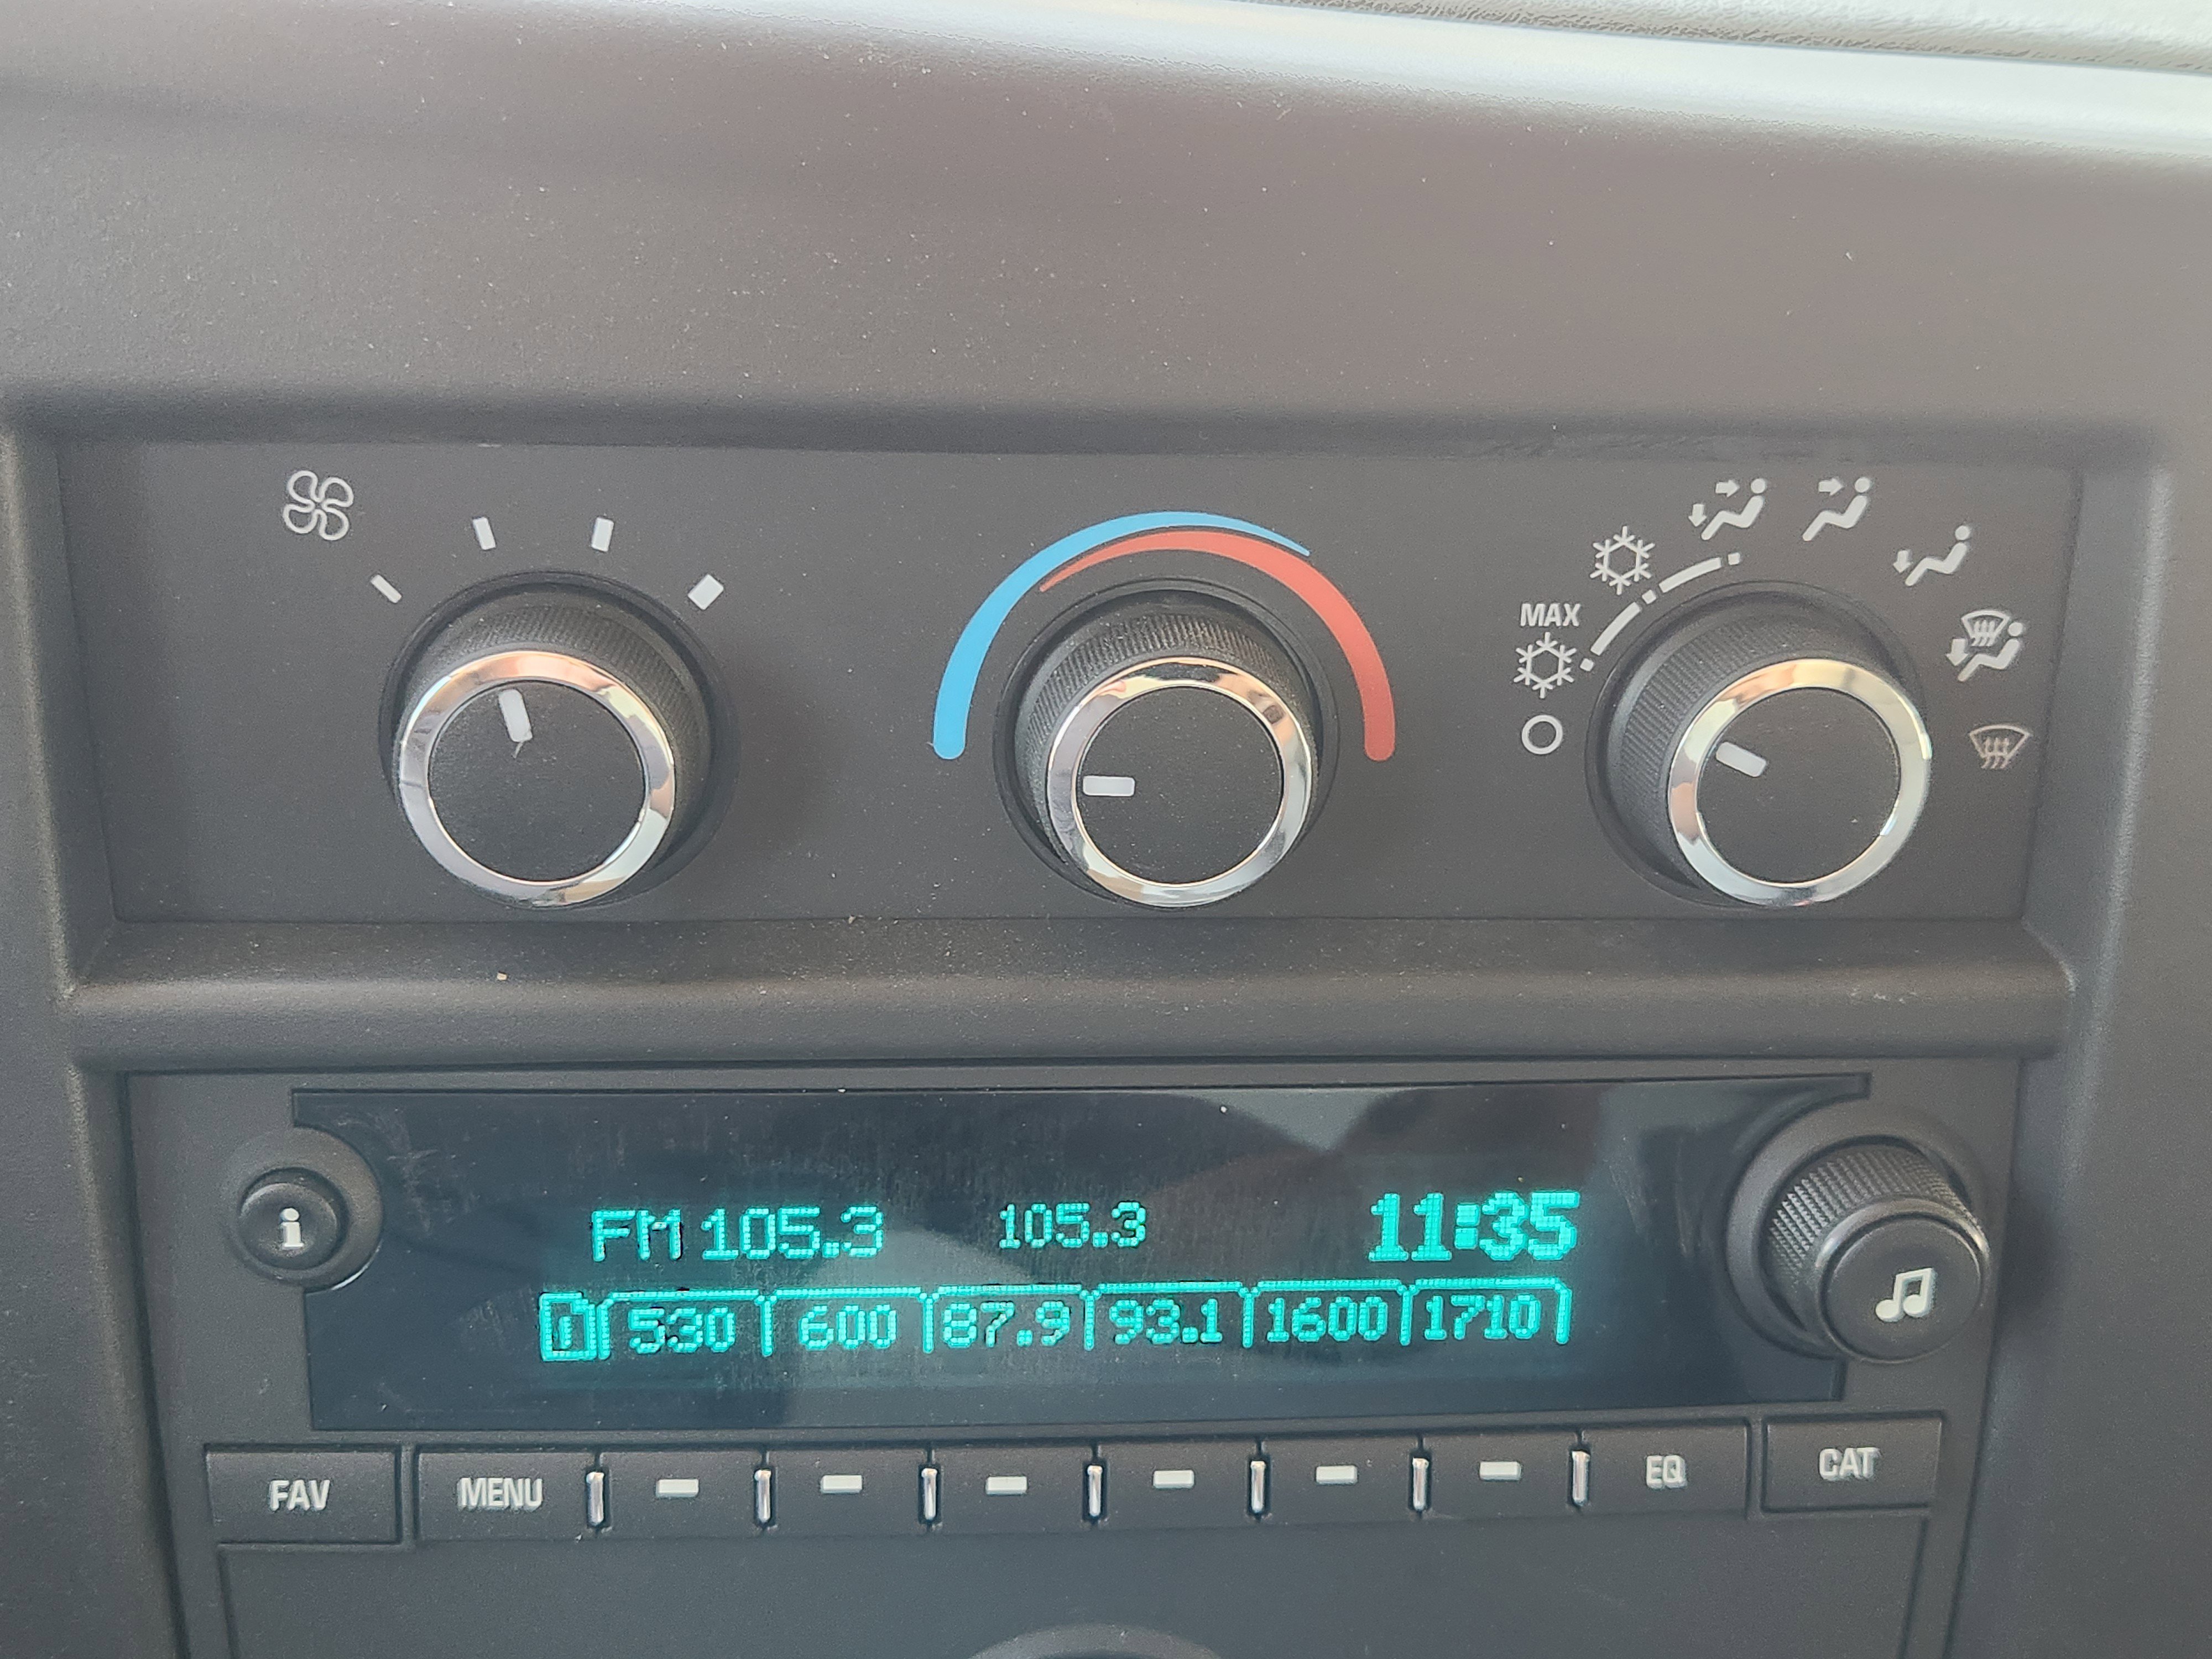 MAX
i
FM 105.3 105.3 11:35
530 600 87.9 93.1 1600 1710
FAV MENU EQ CAT